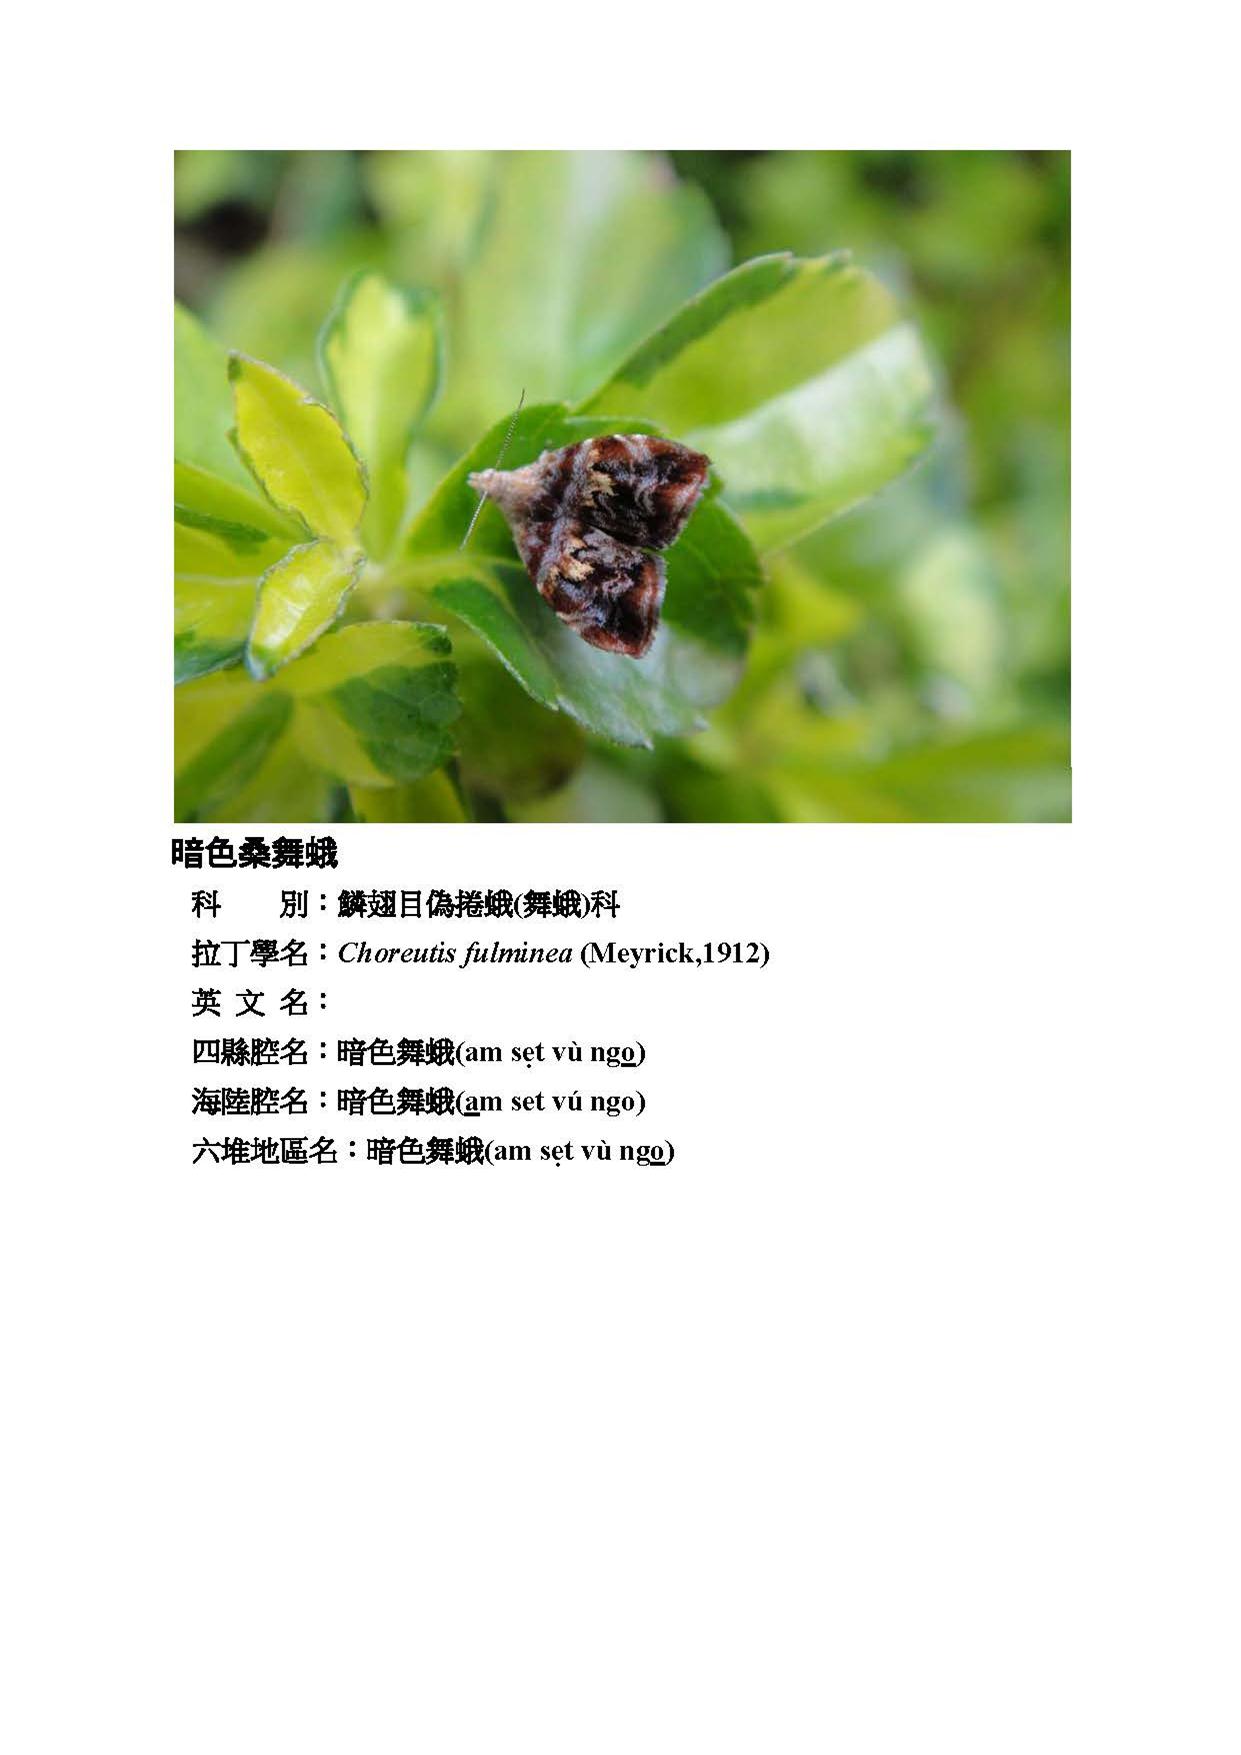 暗色桑舞蛾
科　　別：鱗翅目偽捲蛾(舞蛾)科
拉丁學名：Choreutis fulminea (Meyrick,1912)
英 文 名：
四縣腔名：暗色舞蛾(am sẹt vù ngo̲)
海陸腔名：暗色舞蛾(a̲m set vú ngo)
六堆地區名：暗色舞蛾(am sẹt vù ngo̲)